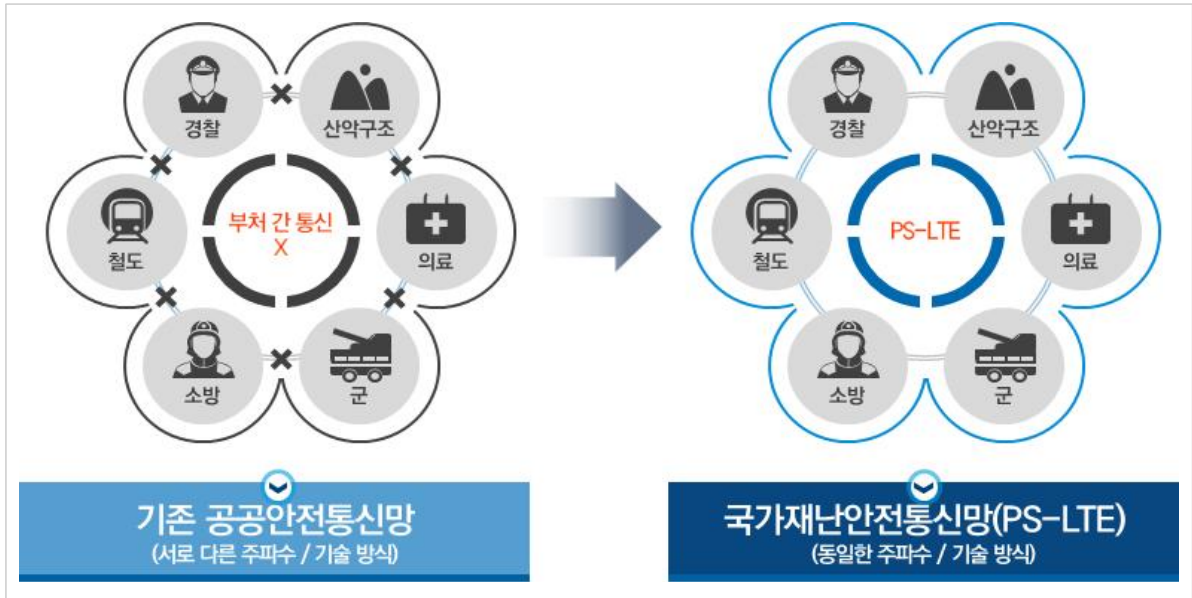 경찰
산악구조
철도
부처 간 통신
X
의료
소방
군
기존 공공안전통신망
(서로 다른 주파수 / 기술 방식)
경찰
산악구조
철도
PS-LTE
의료
소방
군
국가재난안전통신망(PS-LTE)
(동일한 주파수 / 기술 방식)